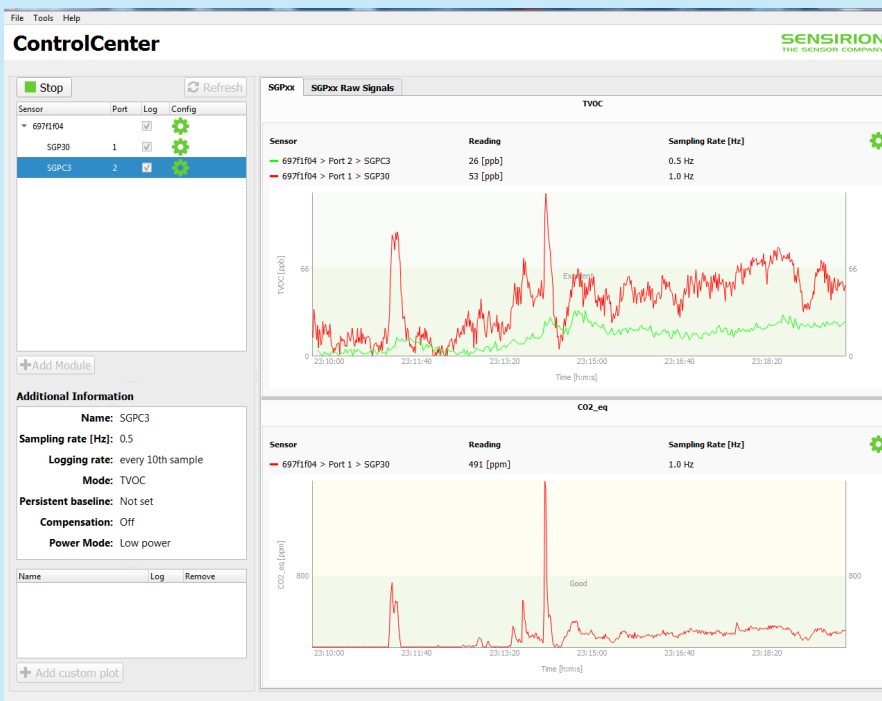 File Tools Help
ControlCenter
SENSIRION
THE SENSOR COMPANY
Stop
Refresh
Sensor Port Log Config
697f1f04
SGP30 1
SGPC3 2
Add Module
Additional Information
Name: SGPC3
Sampling rate [Hz]: 0.5
Logging rate: every 10th sample
Mode: TVOC
Persistent baseline: Not set
Compensation: Off
Power Mode: Low power
Name Log Remove
Add custom plot
SGPxx SGPxx Raw Signals
TVOC
Sensor Reading Sampling Rate [Hz]
697f1f04 > Port 2 > SGPC3 26 [ppb] 0.5 Hz
697f1f04 > Port 1 > SGP30 53 [ppb] 1.0 Hz
TVOC [ppb]
66 Excellent 66
0 0
23:10:00 23:11:40 23:13:20 23:15:00 23:16:40 23:18:20
Time [h:m:s]
CO2_eq
Sensor Reading Sampling Rate [Hz]
697f1f04 > Port 1 > SGP30 491 [ppm] 1.0 Hz
CO2_eq [ppm]
800 Good 800
23:10:00 23:11:40 23:13:20 23:15:00 23:16:40 23:18:20
Time [h:m:s]